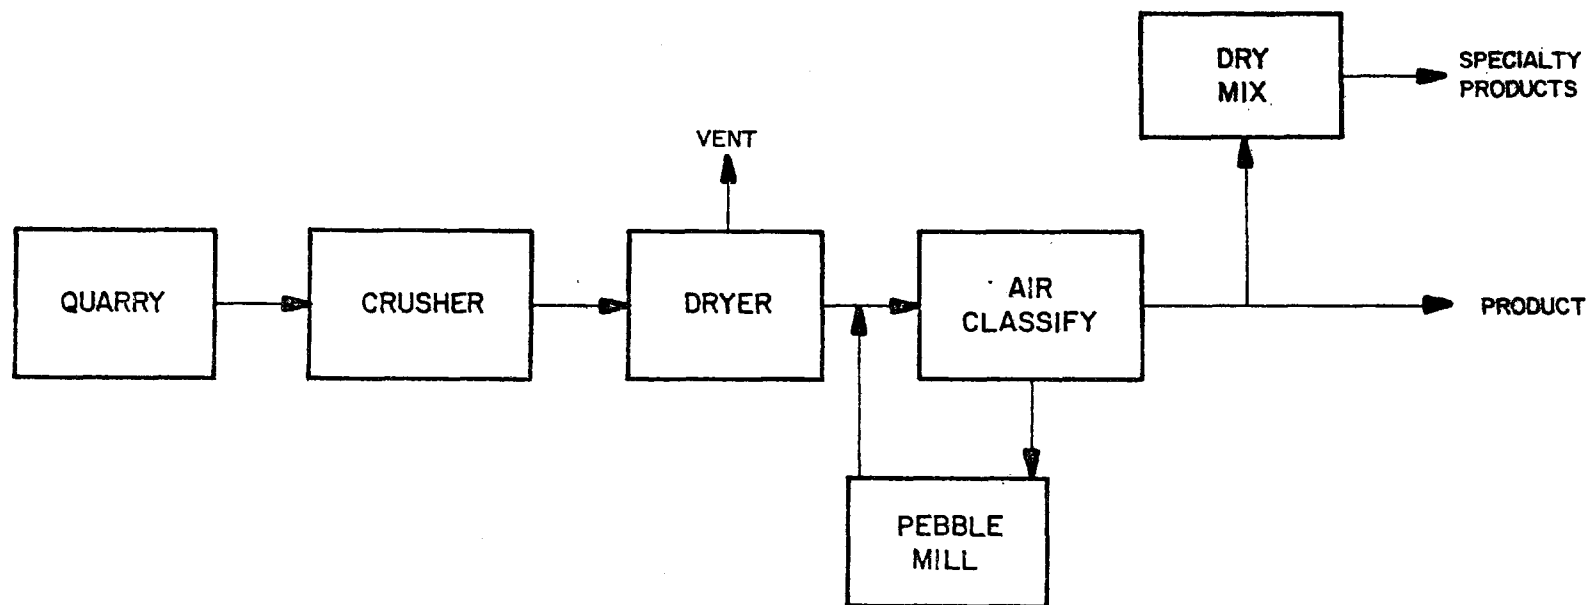 DRY
MIX
SPECIALTY
PRODUCTS
VENT
QUARRY
CRUSHER
DRYER
AIR
CLASSIFY
PRODUCT
PEBBLE
MILL